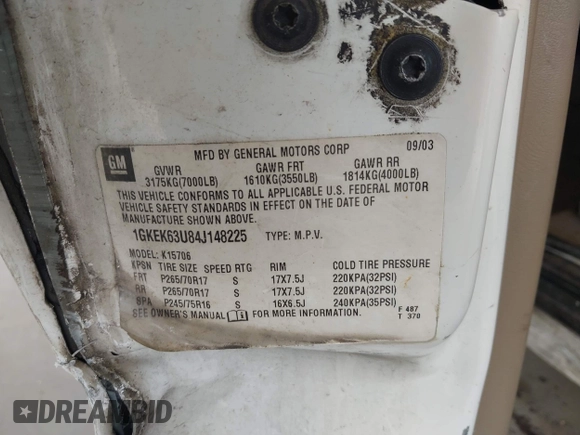 GM
MFD BY GENERAL MOTORS CORP 09/03
GVWR GAWR FRT GAWR RR
3175KG(7000LB) 1610KG(3550LB) 1814KG(4000LB)
THIS VEHICLE CONFORMS TO ALL APPLICABLE U.S. FEDERAL MOTOR
VEHICLE SAFETY STANDARDS IN EFFECT ON THE DATE OF
MANUFACTURE SHOWN ABOVE.
1GKEK63U84J148225 TYPE: M.P.V.
MODEL: K15706
KPSN TIRE SIZE SPEED RTG RIM COLD TIRE PRESSURE
FRT P265/70R17 S 17X7.5J 220KPA(32PSI)
RR P265/70R17 S 17X7.5J 220KPA(32PSI)
SPA P245/75R16 S 16X6.5J 240KPA(35PSI)
SEE OWNER'S MANUAL FOR MORE INFORMATION.
F 487
T 370
DREAMBID